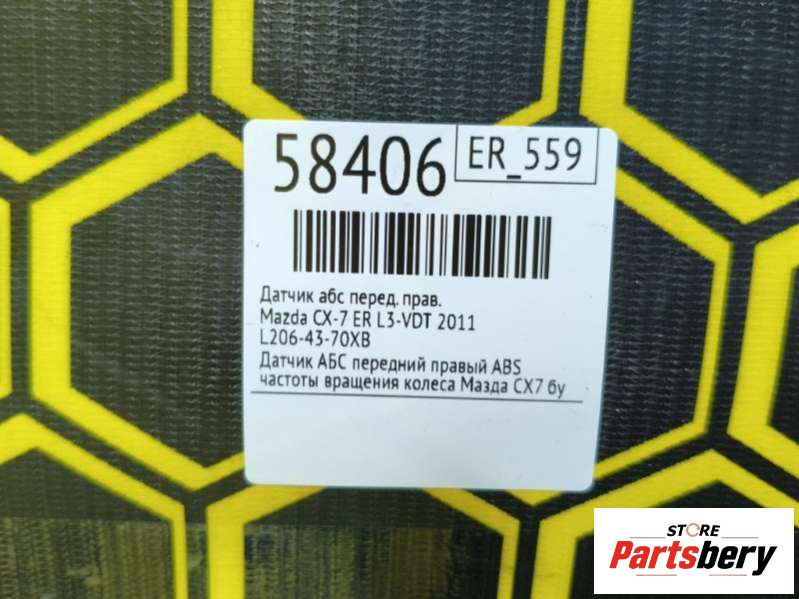 58406
ER_559
Датчик абс перед. прав.
Mazda CX-7 ER L3-VDT 2011
L206-43-70XB
Датчик АБС передний правый ABS
частоты вращения колеса Мазда СХ7 бу
STORE
Partsbery